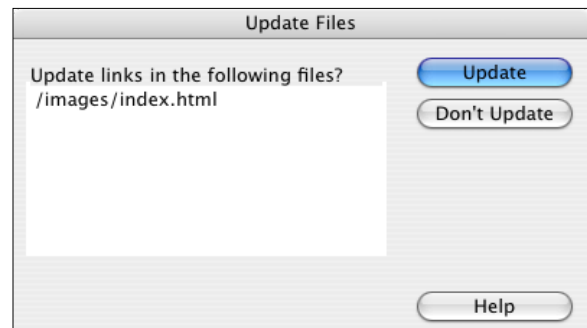 Update Files
Update links in the following files?
/images/index.html
Update
Don't Update
Help